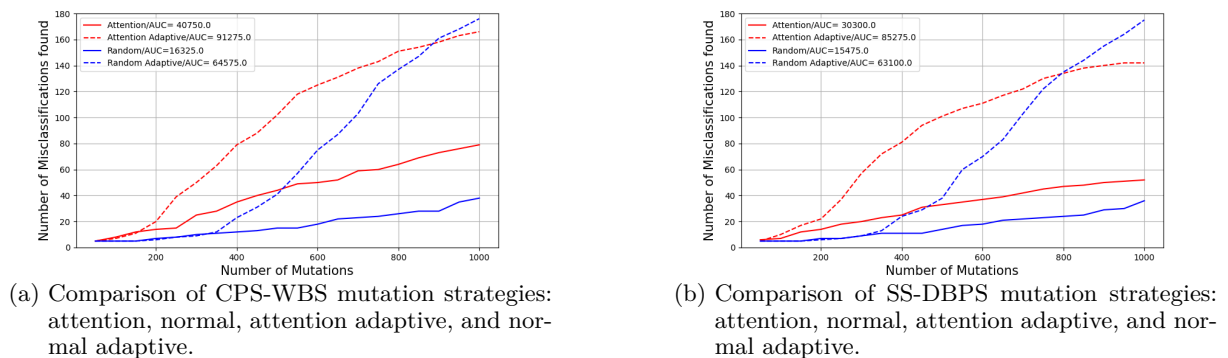 Number of Misclassifications found
180
160
140
120
100
80
60
40
20
0
Attention/AUC= 40750.0
Attention Adaptive/AUC= 91275.0
Random/AUC=16325.0
Random Adaptive/AUC= 64575.0
200
400
600
800
1000
Number of Mutations
(a) Comparison of CPS-WBS mutation strategies:
attention, normal, attention adaptive, and nor-
mal adaptive.
Number of Misclassifications found
180
160
140
120
100
80
60
40
20
0
Attention/AUC= 30300.0
Attention Adaptive/AUC= 85275.0
Random/AUC=15475.0
Random Adaptive/AUC= 63100.0
200
400
600
800
1000
Number of Mutations
(b) Comparison of SS-DBPS mutation strategies:
attention, normal, attention adaptive, and nor-
mal adaptive.